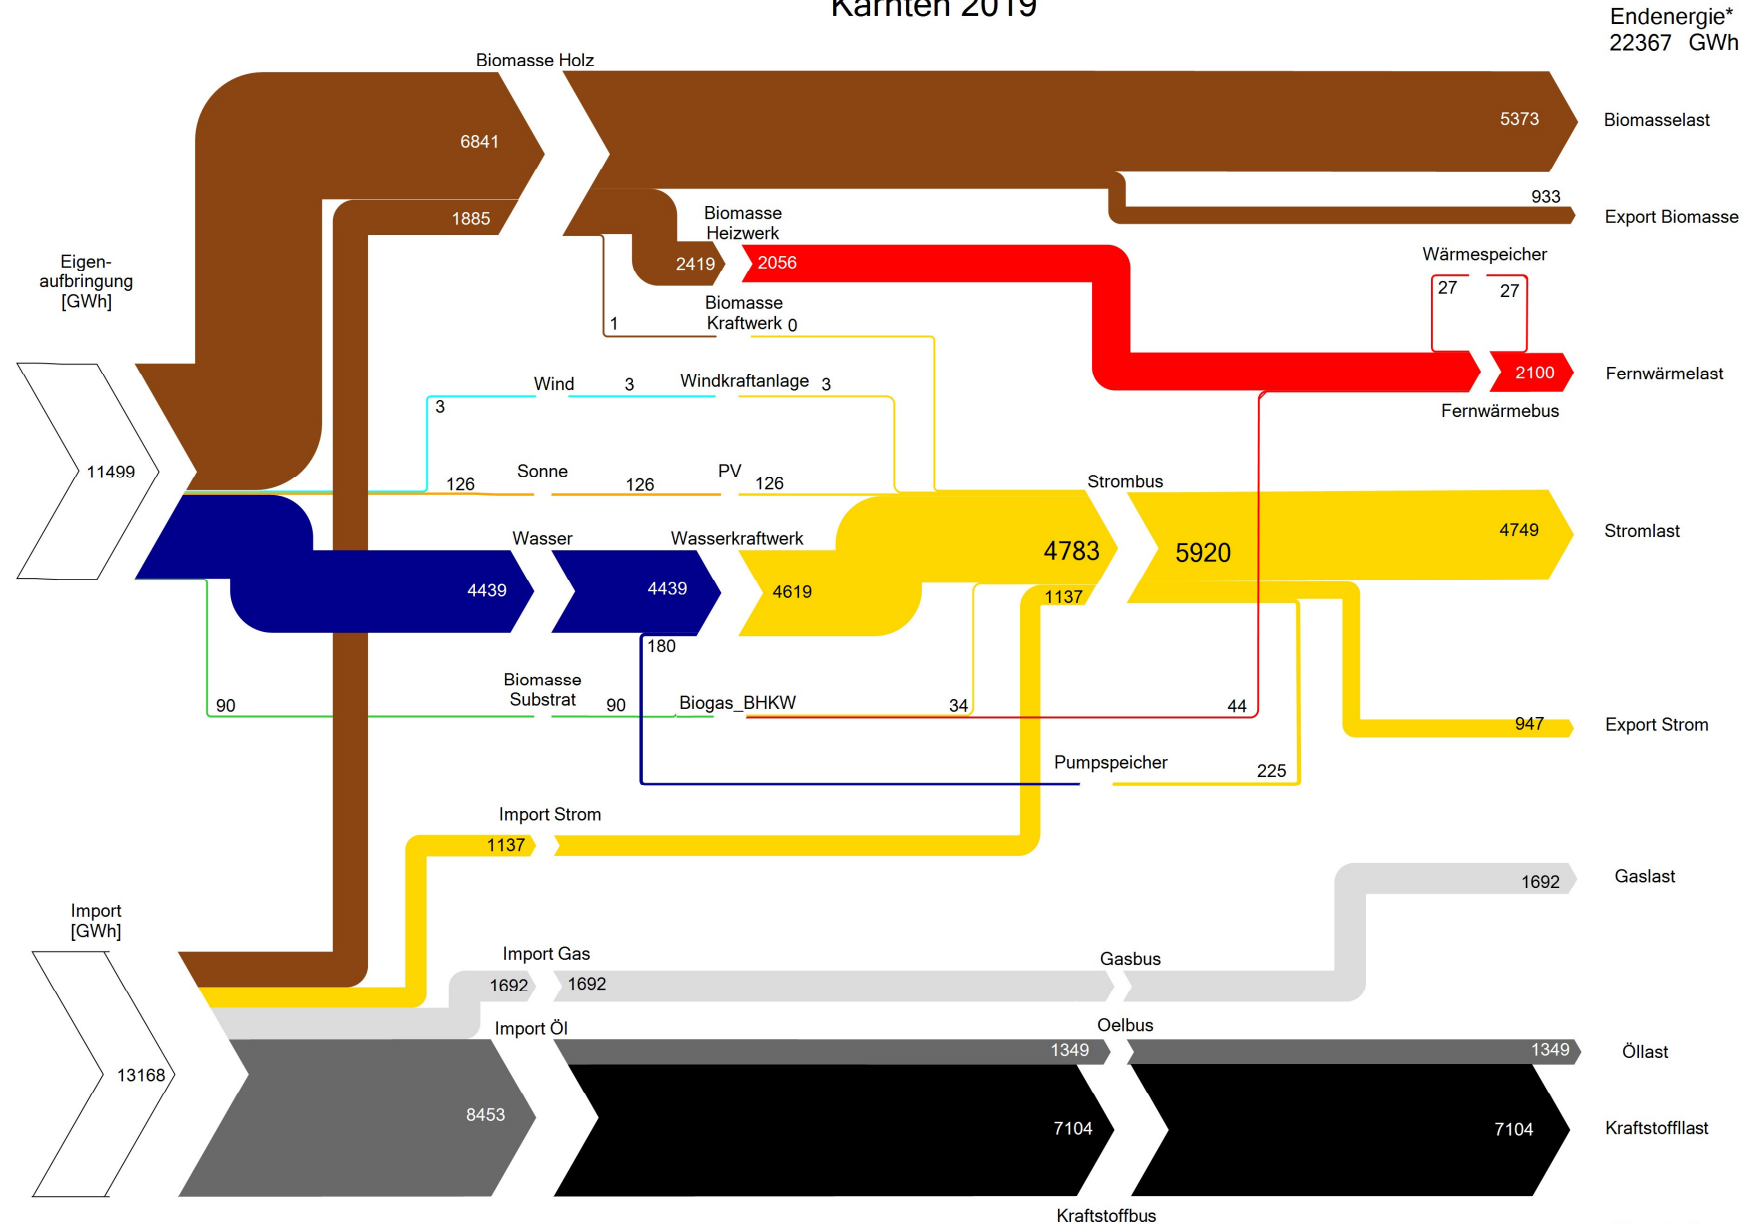 Kärnten 2019
Endenergie*
22367 GWh
Biomasse Holz
6841
5373
Biomasselast
1885
933
Export Biomasse
Biomasse
Heizwerk
2419
2056
Wärmespeicher
27
27
Eigen-
aufbringung
[GWh]
Biomasse
Kraftwerk
0
1
2100
Fernwärmelast
Fernwärmebus
Wind
3
Windkraftanlage
3
3
11499
126
Sonne
126
PV
126
Strombus
4783
5920
4749
Stromlast
Wasser
Wasserkraftwerk
4439
4439
4619
1137
180
Biomasse
Substrat
90
90
Biogas_BHKW
34
44
947
Export Strom
Pumpspeicher
225
Import Strom
1137
1692
Gaslast
Import
[GWh]
Import Gas
1692
1692
Gasbus
Import Öl
Oelbus
1349
1349
Öllast
13168
8453
7104
7104
Kraftstoffllast
Kraftstoffbus